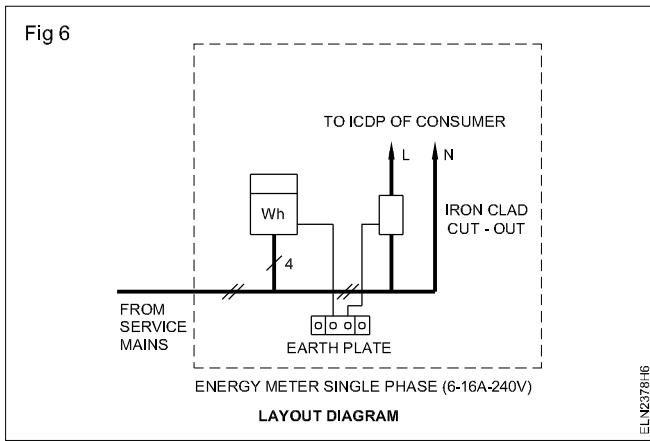 Fig 6
TO ICDP OF CONSUMER
L N
Wh
IRON CLAD
CUT - OUT
4
FROM
SERVICE
MAINS
EARTH PLATE
ENERGY METER SINGLE PHASE (6-16A-240V)
LAYOUT DIAGRAM
ELN2378H6